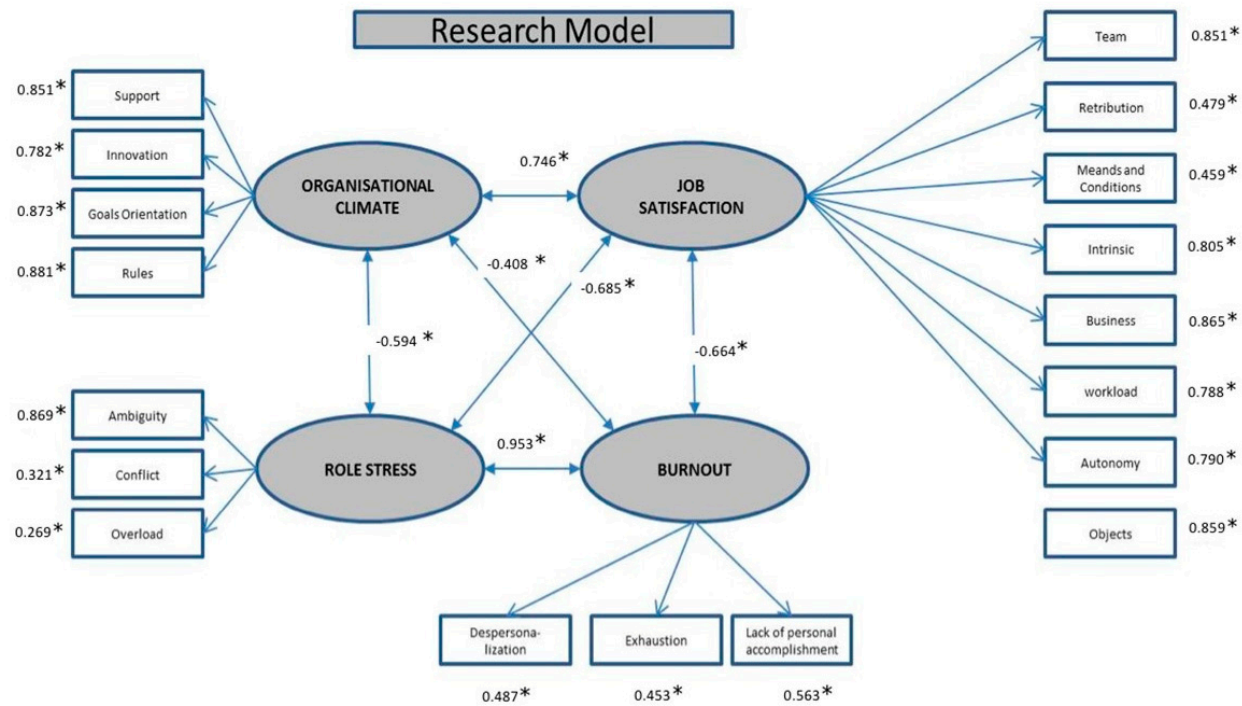 Research Model
0.851*
Support
0.782*
Innovation
0.873*
Goals Orientation
0.881*
Rules
ORGANISATIONAL
CLIMATE
0.746*
JOB
SATISFACTION
Team
0.851*
Retribution
0.479*
Meands and
Conditions
0.459*
Intrinsic
0.805*
Business
0.865*
workload
0.788*
Autonomy
0.790*
Objects
0.859*
-0.408 *
-0.685*
-0.594 *
-0.664*
0.869*
Ambiguity
0.321*
Conflict
0.269*
Overload
ROLE STRESS
0.953*
BURNOUT
Despersona-
lization
Exhaustion
Lack of personal
accomplishment
0.487*
0.453*
0.563*